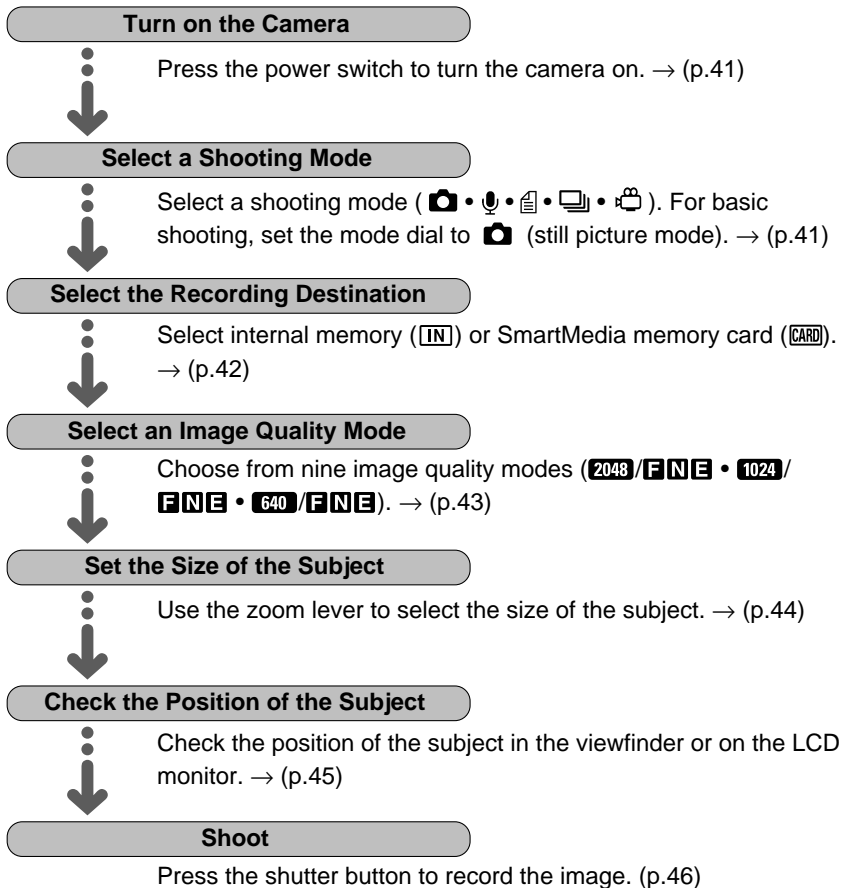 Turn on the Camera
Press the power switch to turn the camera on. → (p.41)
Select a Shooting Mode
Select a shooting mode ( • • • • ). For basic
shooting, set the mode dial to (still picture mode). → (p.41)
Select the Recording Destination
Select internal memory (IN) or SmartMedia memory card (CARD).
→ (p.42)
Select an Image Quality Mode
Choose from nine image quality modes (2048/FNE • 1024/
FNE • 640/FNE). → (p.43)
Set the Size of the Subject
Use the zoom lever to select the size of the subject. → (p.44)
Check the Position of the Subject
Check the position of the subject in the viewfinder or on the LCD
monitor. → (p.45)
Shoot
Press the shutter button to record the image. (p.46)